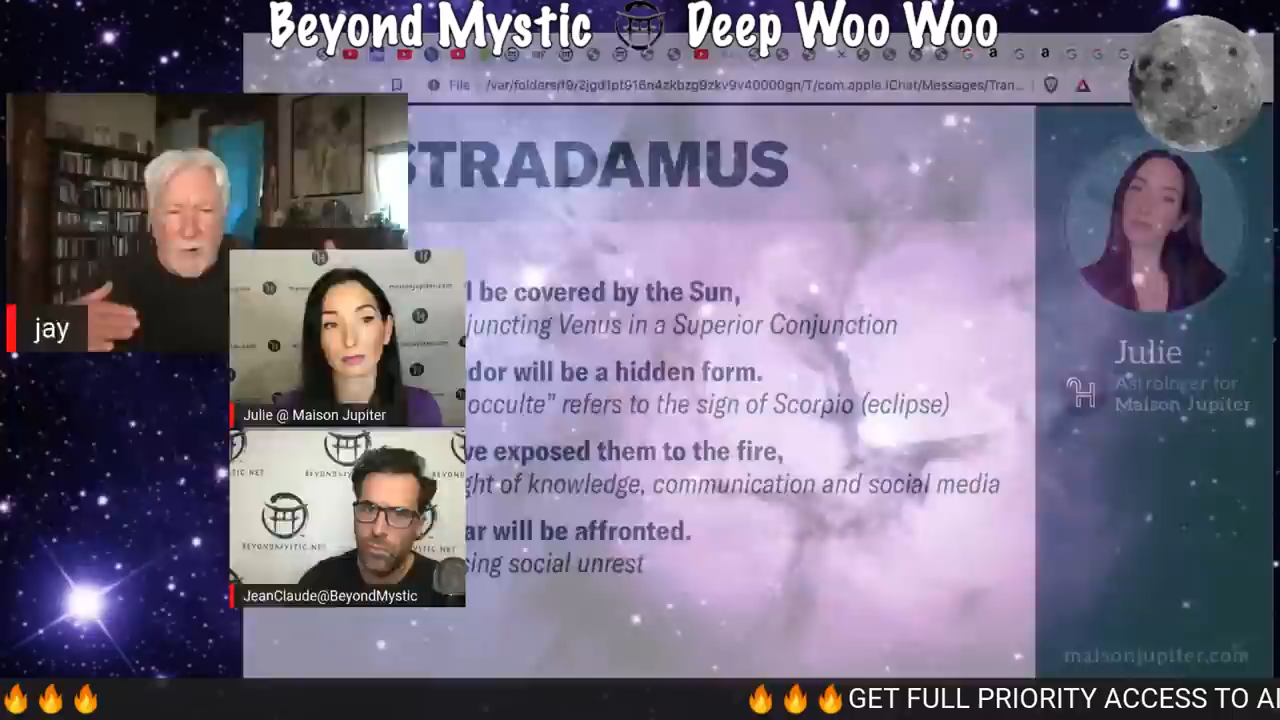 Beyond Mystic Deep Woo Woo
File /var/folders/f9/2jgd1pt916n4zkbzg9zkv9v40000gn/T/com.apple.iChat/Messages/Tran...
STRADAMUS
be covered by the Sun,
juncting Venus in a Superior Conjunction
dor will be a hidden form.
occulte” refers to the sign of Scorpio (eclipse)
ve exposed them to the fire,
ght of knowledge, communication and social media
ar will be affronted.
sing social unrest
jay
Julie @ Maison Jupiter
BEYONDMYSTIC.NET
JeanClaude@BeyondMystic
Julie
Astrologer for
Maison Jupiter
maisonjupiter.com
GET FULL PRIORITY ACCESS TO